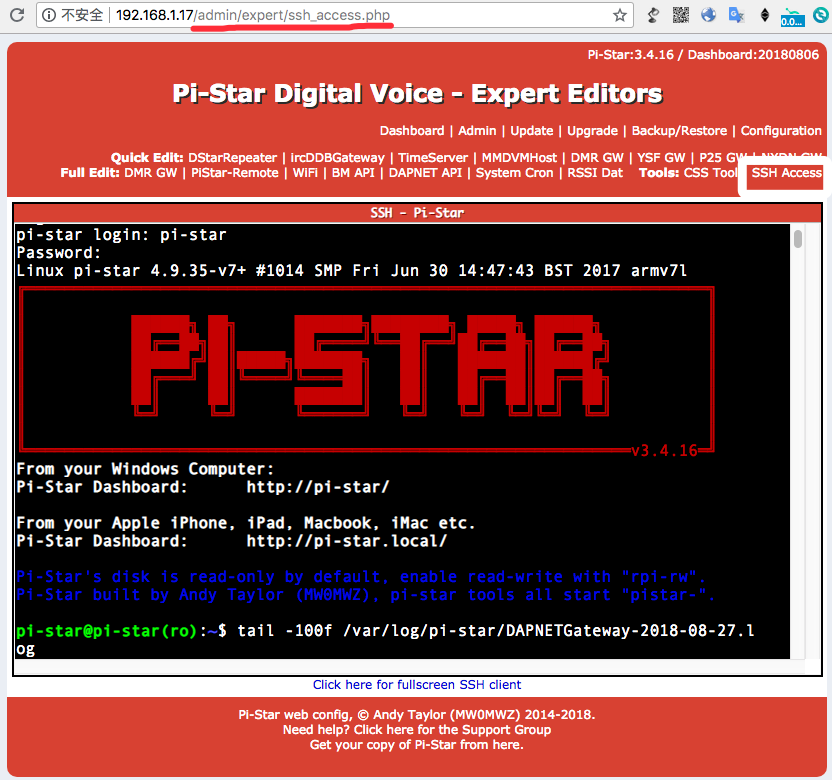 不安全 | 192.168.1.17/admin/expert/ssh_access.php
0.0...
Pi-Star:3.4.16 / Dashboard:20180806
Pi-Star Digital Voice - Expert Editors
Dashboard | Admin | Update | Upgrade | Backup/Restore | Configuration
Quick Edit: DStarRepeater | ircDDBGateway | TimeServer | MMDVMHost | DMR GW | YSF GW | P25 GW | NXDN GW
Full Edit: DMR GW | PiStar-Remote | WiFi | BM API | DAPNET API | System Cron | RSSI Dat Tools: CSS Tool SSH Access
SSH - Pi-Star
pi-star login: pi-star
Password:
Linux pi-star 4.9.35-v7+ #1014 SMP Fri Jun 30 14:47:43 BST 2017 armv7l
PI-STAR
v3.4.16
From your Windows Computer:
Pi-Star Dashboard: http://pi-star/
From your Apple iPhone, iPad, Macbook, iMac etc.
Pi-Star Dashboard: http://pi-star.local/
Pi-Star's disk is read-only by default, enable read-write with "rpi-rw".
Pi-Star built by Andy Taylor (MW0MWZ), pi-star tools all start "pistar-".
pi-star@pi-star(ro):~$ tail -100f /var/log/pi-star/DAPNETGateway-2018-08-27.l
og
Click here for fullscreen SSH client
Pi-Star web config, © Andy Taylor (MW0MWZ) 2014-2018.
Need help? Click here for the Support Group
Get your copy of Pi-Star from here.